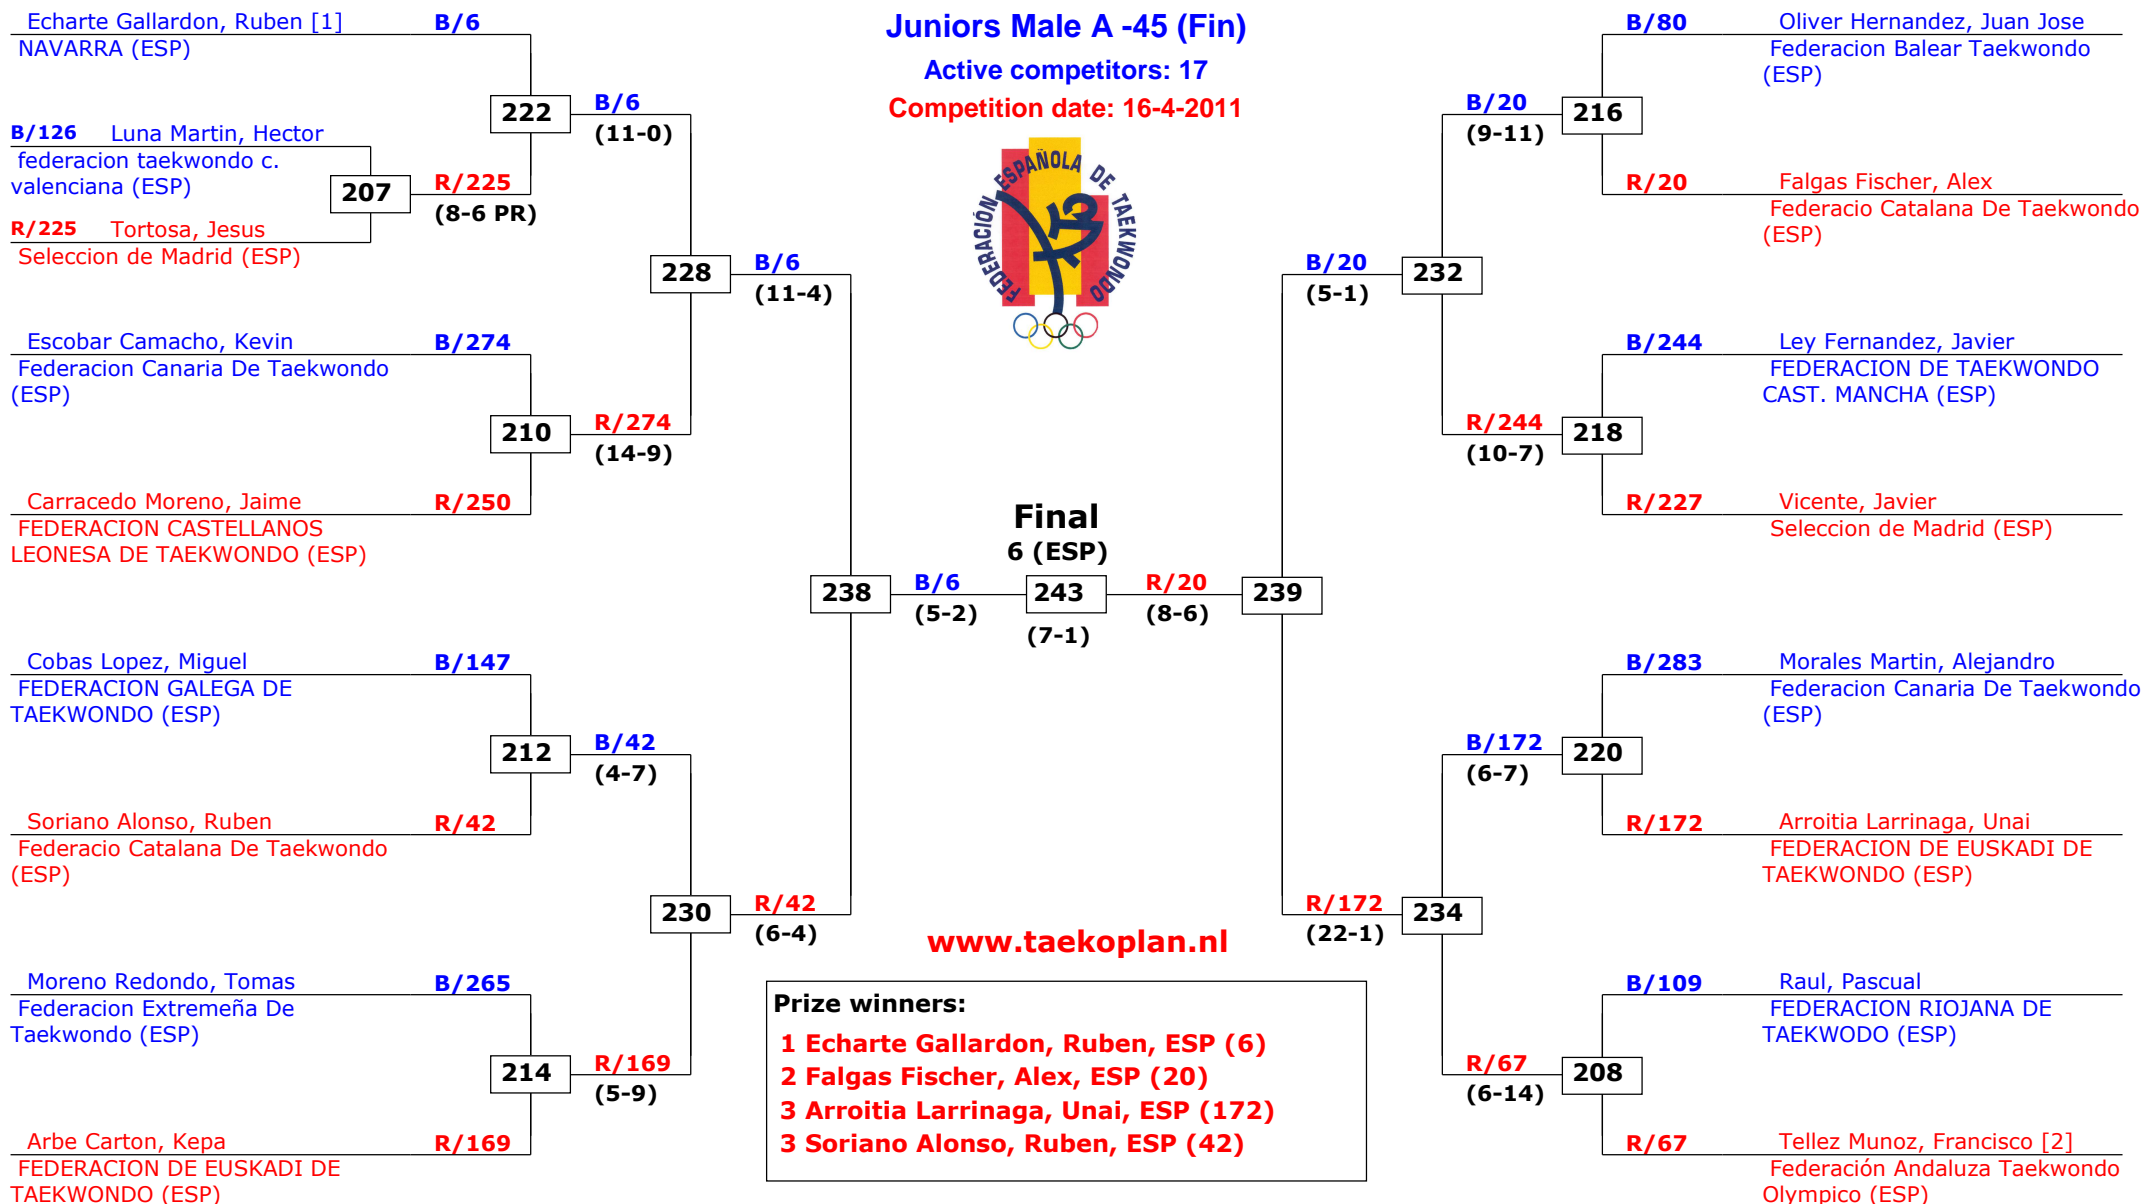 Juniors Male A -45 (Fin)
Active competitors: 17
Competition date: 16-4-2011
FEDERACIÓN ESPAÑOLA DE TAEKWONDO
Echarte Gallardon, Ruben [1]
B/6
NAVARRA (ESP)
222
B/6
(11-0)
B/126
Luna Martin, Hector
federacion taekwondo c.
valenciana (ESP)
207
R/225
(8-6 PR)
R/225
Tortosa, Jesus
Seleccion de Madrid (ESP)
228
B/6
(11-4)
Escobar Camacho, Kevin
B/274
Federacion Canaria De Taekwondo
(ESP)
210
R/274
(14-9)
Carracedo Moreno, Jaime
R/250
FEDERACION CASTELLANOS
LEONESA DE TAEKWONDO (ESP)
238
B/6
(5-2)
Cobas Lopez, Miguel
B/147
FEDERACION GALEGA DE
TAEKWONDO (ESP)
212
B/42
(4-7)
Soriano Alonso, Ruben
R/42
Federacio Catalana De Taekwondo
(ESP)
230
R/42
(6-4)
Moreno Redondo, Tomas
B/265
Federacion Extremeña De
Taekwondo (ESP)
214
R/169
(5-9)
Arbe Carton, Kepa
R/169
FEDERACION DE EUSKADI DE
TAEKWONDO (ESP)
Final
6 (ESP)
243
(7-1)
R/20
(8-6)
239
B/80
Oliver Hernandez, Juan Jose
Federacion Balear Taekwondo
(ESP)
B/20
(9-11)
216
R/20
Falgas Fischer, Alex
Federacio Catalana De Taekwondo
(ESP)
B/20
(5-1)
232
B/244
Ley Fernandez, Javier
FEDERACION DE TAEKWONDO
CAST. MANCHA (ESP)
R/244
(10-7)
218
R/227
Vicente, Javier
Seleccion de Madrid (ESP)
B/283
Morales Martin, Alejandro
Federacion Canaria De Taekwondo
(ESP)
B/172
(6-7)
220
R/172
Arroitia Larrinaga, Unai
FEDERACION DE EUSKADI DE
TAEKWONDO (ESP)
R/172
(22-1)
234
B/109
Raul, Pascual
FEDERACION RIOJANA DE
TAEKWODO (ESP)
R/67
(6-14)
208
R/67
Tellez Munoz, Francisco [2]
Federación Andaluza Taekwondo
Olympico (ESP)
www.taekoplan.nl
Prize winners:
1 Echarte Gallardon, Ruben, ESP (6)
2 Falgas Fischer, Alex, ESP (20)
3 Arroitia Larrinaga, Unai, ESP (172)
3 Soriano Alonso, Ruben, ESP (42)